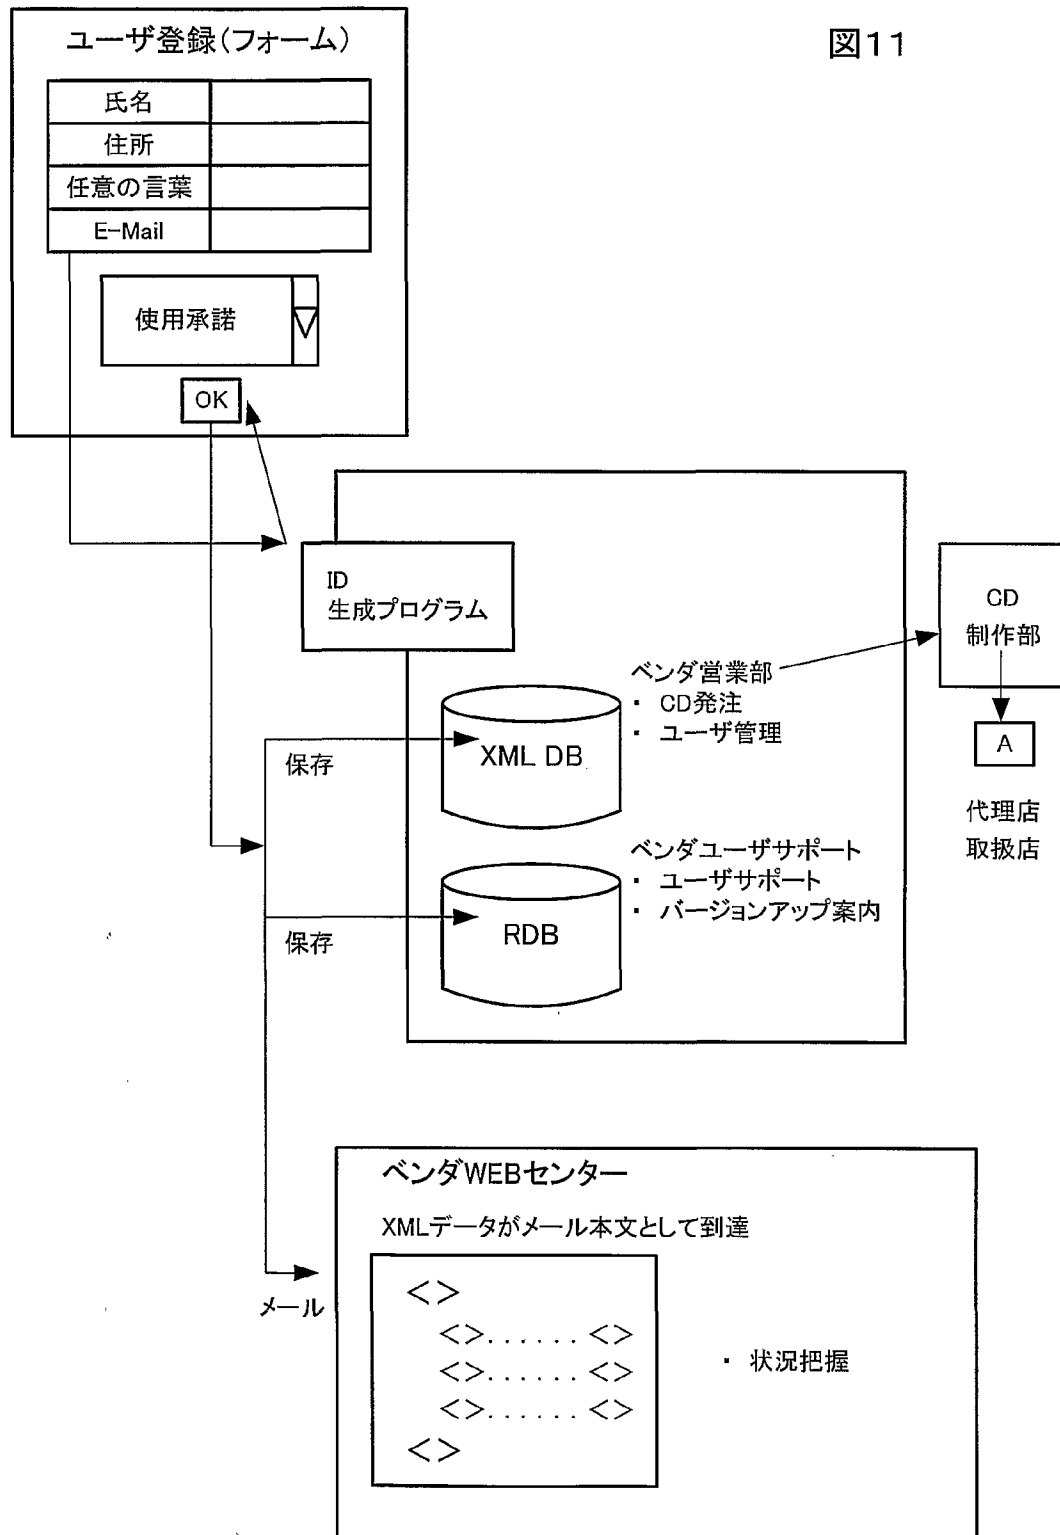 図11
ユーザ登録(フォーム)
氏名
住所
任意の言葉
E-Mail
使用承諾
OK
ID
生成プログラム
ベンダ営業部
・ CD発注
・ ユーザ管理
CD
制作部
A
代理店
取扱店
保存
XML DB
ベンダユーザサポート
・ ユーザサポート
・ バージョンアップ案内
保存
RDB
ベンダWEBセンター
XMLデータがメール本文として到達
メール
<>
<>......<>
<>......<>
<>......<>
<>
・ 状況把握